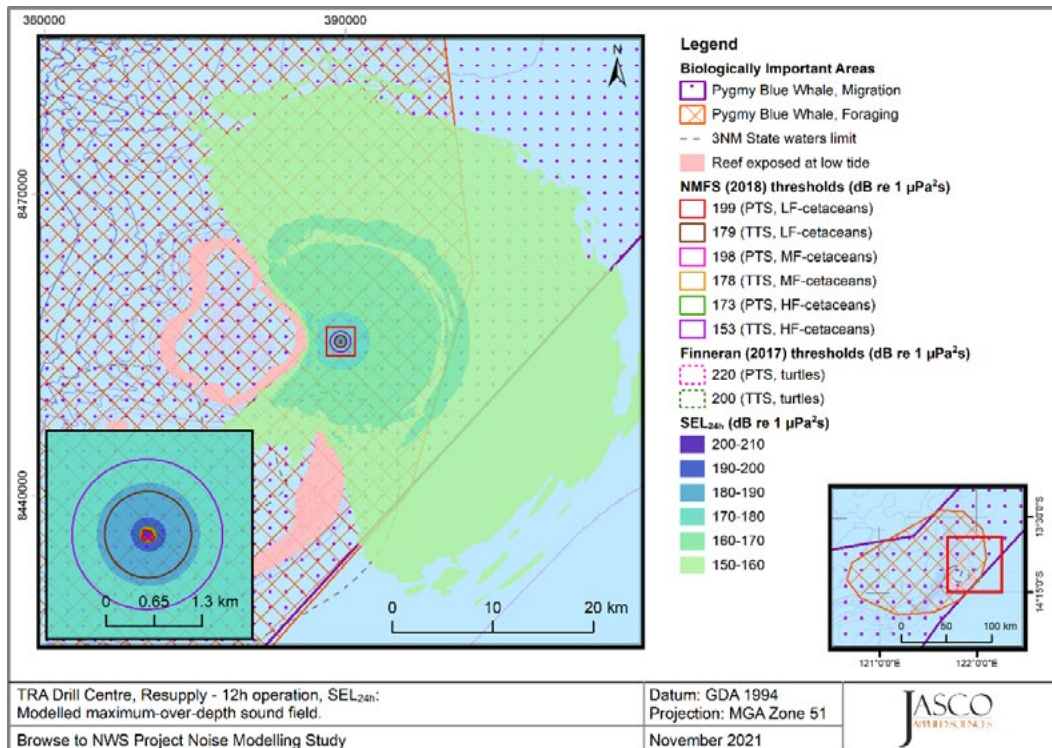 360000
390000
N
8470000
8440000
0 0.65 1.3 km
0 10 20 km
Legend
Biologically Important Areas
Pygmy Blue Whale, Migration
Pygmy Blue Whale, Foraging
3NM State waters limit
Reef exposed at low tide
NMFS (2018) thresholds (dB re 1 µPa²s)
199 (PTS, LF-cetaceans)
179 (TTS, LF-cetaceans)
198 (PTS, MF-cetaceans)
178 (TTS, MF-cetaceans)
173 (PTS, HF-cetaceans)
153 (TTS, HF-cetaceans)
Finneran (2017) thresholds (dB re 1 µPa²s)
220 (PTS, turtles)
200 (TTS, turtles)
SEL24h (dB re 1 µPa²s)
200-210
190-200
180-190
170-180
160-170
150-160
13°30'S
14°15'S
0 50 100 km
121°0'0"E 122°0'0"E
TRA Drill Centre, Resupply - 12h operation, SEL24h:
Modelled maximum-over-depth sound field.
Browse to NWS Project Noise Modelling Study
Datum: GDA 1994
Projection: MGA Zone 51
November 2021
JASCO
APPLIED SCIENCES